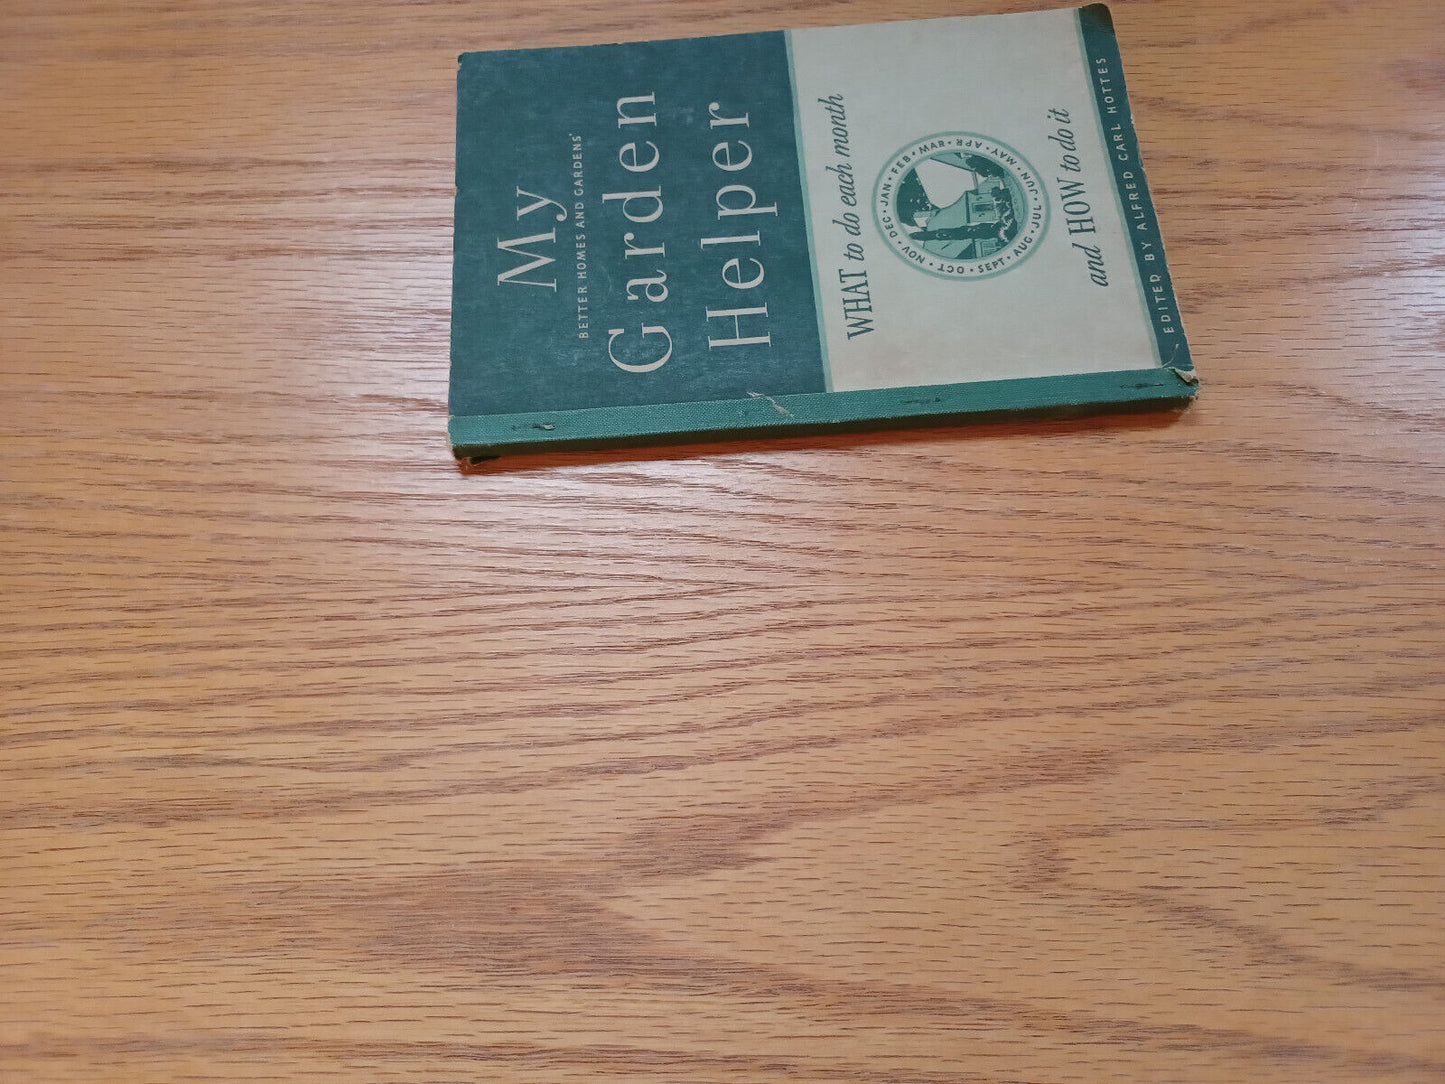 My
BETTER HOMES AND GARDENS'
Garden
Helper
WHAT to do each month
JAN · FEB · MAR · APR · MAY · JUN · JUL · AUG · SEPT · OCT · NOV · DEC ·
and HOW to do it
EDITED BY ALFRED CARL HOTTES